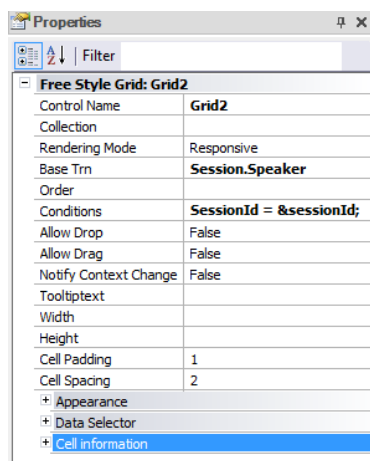 Properties
Filter
Free Style Grid: Grid2
Control Name Grid2
Collection
Rendering Mode Responsive
Base Trn Session.Speaker
Order
Conditions SessionId = &sessionId;
Allow Drop False
Allow Drag False
Notify Context Change False
Tooltiptext
Width
Height
Cell Padding 1
Cell Spacing 2
Appearance
Data Selector
Cell information